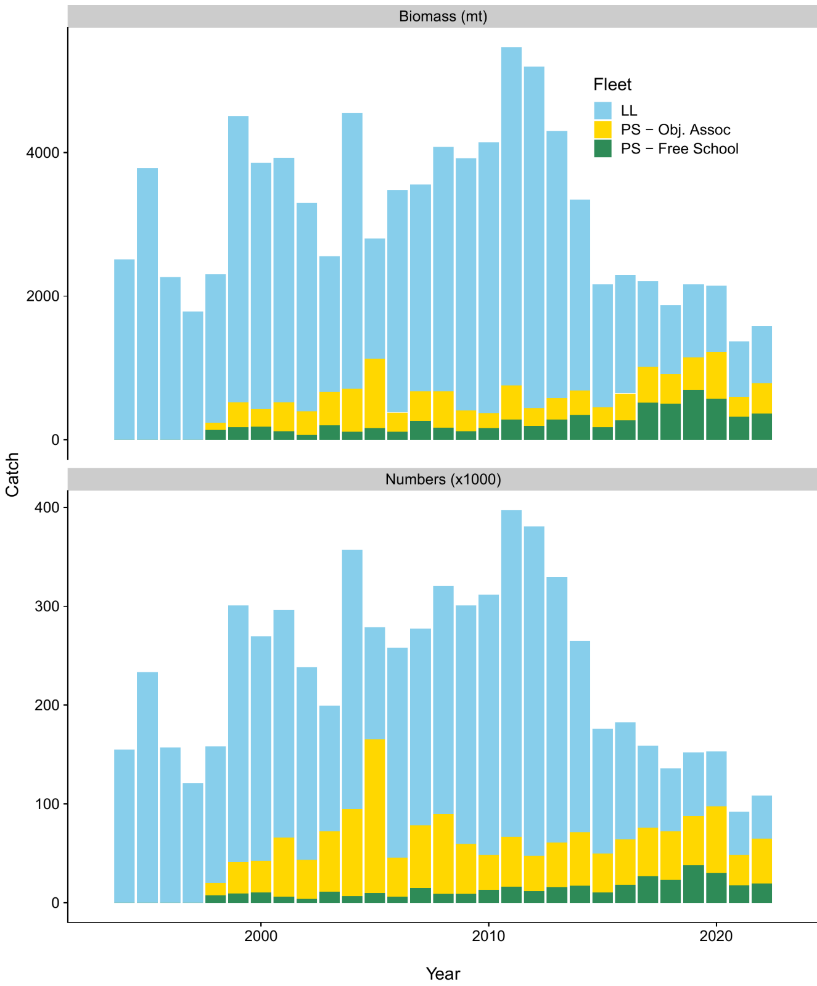 Biomass (mt)
Fleet
LL
PS − Obj. Assoc
PS − Free School
4000
2000
0
Catch
Numbers (x1000)
400
300
200
100
0
2000 2010 2020
Year